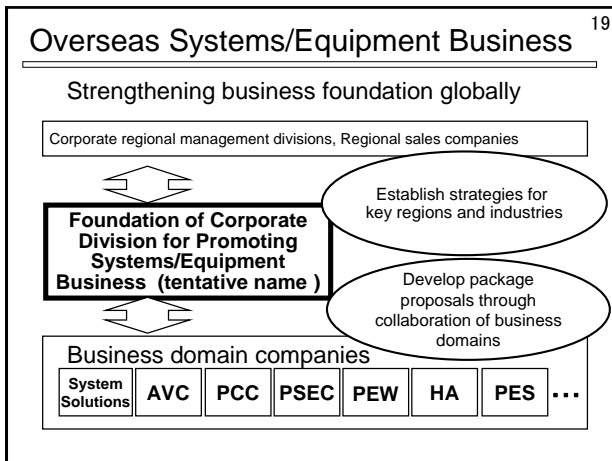 19
Overseas Systems/Equipment Business
Strengthening business foundation globally
Corporate regional management divisions, Regional sales companies
Establish strategies for
key regions and industries
Foundation of Corporate
Division for Promoting
Systems/Equipment
Business (tentative name )
Develop package
proposals through
collaboration of business
domains
Business domain companies
System
Solutions
AVC
PCC
PSEC
PEW
HA
PES
...